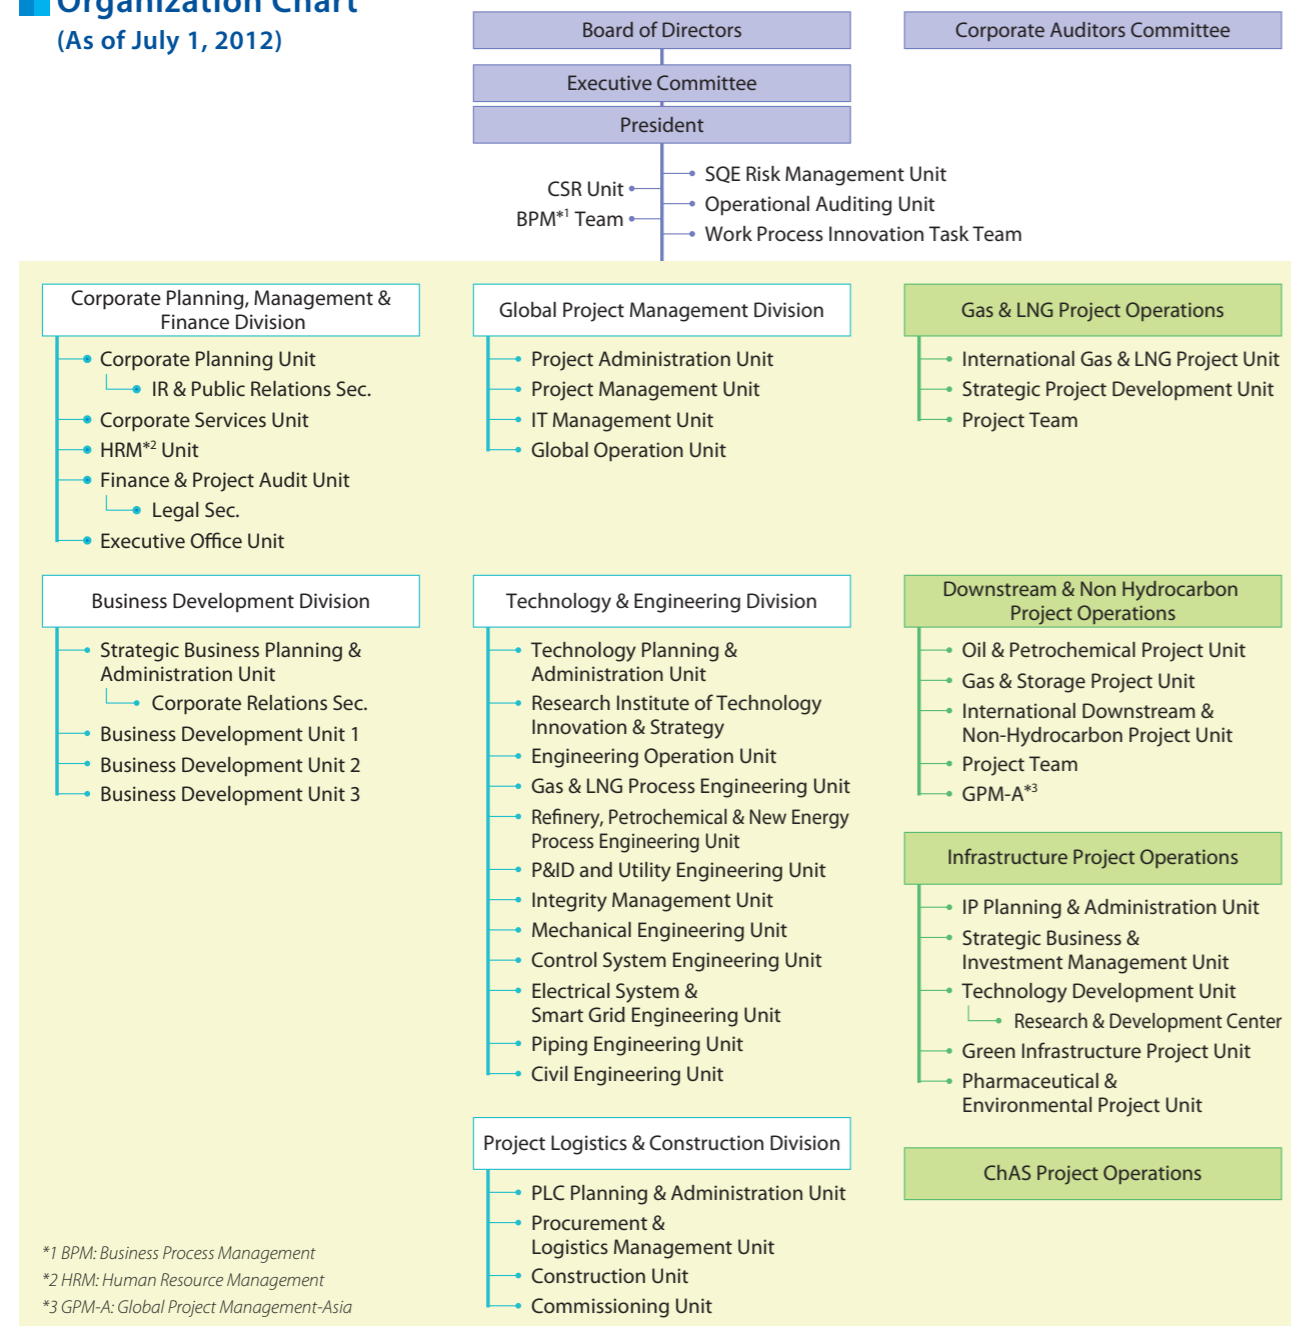 Organization Chart
(As of July 1, 2012)
Board of Directors
Corporate Auditors Committee
Executive Committee
President
CSR Unit
BPM*1 Team
SQE Risk Management Unit
Operational Auditing Unit
Work Process Innovation Task Team
Corporate Planning, Management &
Finance Division
Corporate Planning Unit
IR & Public Relations Sec.
Corporate Services Unit
HRM*2 Unit
Finance & Project Audit Unit
Legal Sec.
Executive Office Unit
Business Development Division
Strategic Business Planning &
Administration Unit
Corporate Relations Sec.
Business Development Unit 1
Business Development Unit 2
Business Development Unit 3
Global Project Management Division
Project Administration Unit
Project Management Unit
IT Management Unit
Global Operation Unit
Technology & Engineering Division
Technology Planning &
Administration Unit
Research Institute of Technology
Innovation & Strategy
Engineering Operation Unit
Gas & LNG Process Engineering Unit
Refinery, Petrochemical & New Energy
Process Engineering Unit
P&ID and Utility Engineering Unit
Integrity Management Unit
Mechanical Engineering Unit
Control System Engineering Unit
Electrical System &
Smart Grid Engineering Unit
Piping Engineering Unit
Civil Engineering Unit
Project Logistics & Construction Division
PLC Planning & Administration Unit
Procurement &
Logistics Management Unit
Construction Unit
Commissioning Unit
Gas & LNG Project Operations
International Gas & LNG Project Unit
Strategic Project Development Unit
Project Team
Downstream & Non Hydrocarbon
Project Operations
Oil & Petrochemical Project Unit
Gas & Storage Project Unit
International Downstream &
Non-Hydrocarbon Project Unit
Project Team
GPM-A*3
Infrastructure Project Operations
IP Planning & Administration Unit
Strategic Business &
Investment Management Unit
Technology Development Unit
Research & Development Center
Green Infrastructure Project Unit
Pharmaceutical &
Environmental Project Unit
ChAS Project Operations
*1 BPM: Business Process Management
*2 HRM: Human Resource Management
*3 GPM-A: Global Project Management-Asia